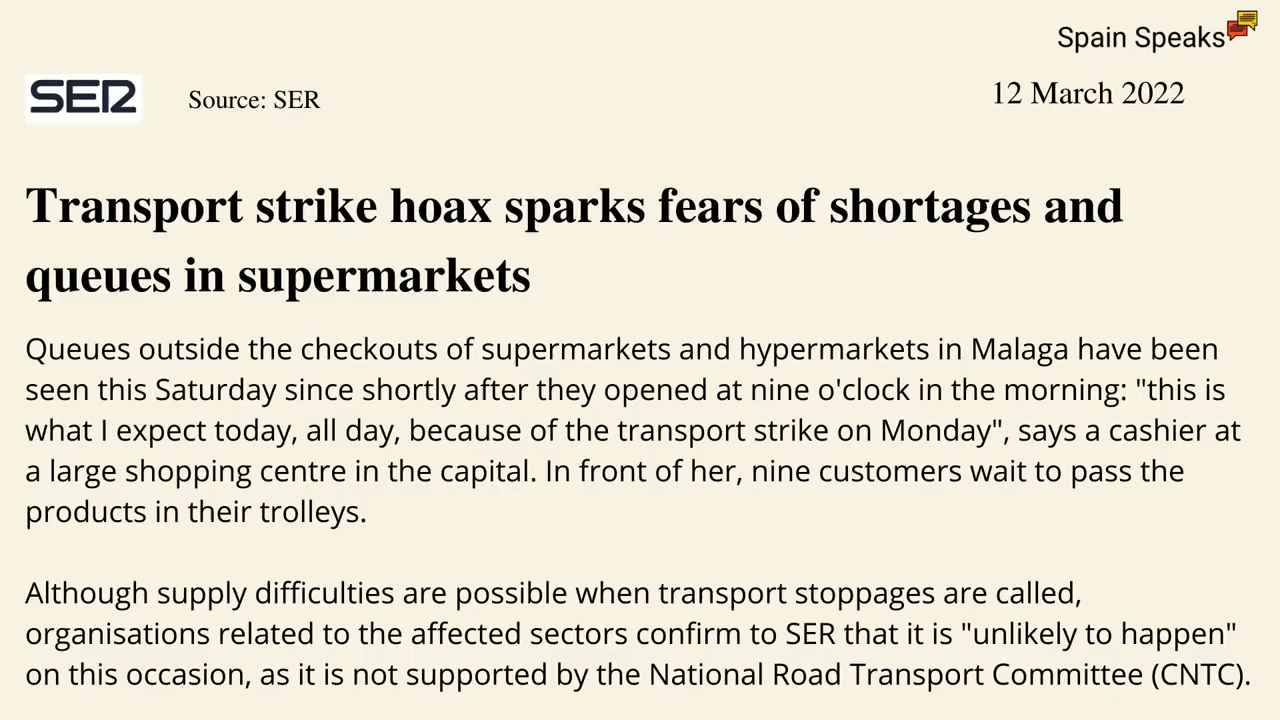 Spain Speaks
SER
Source: SER
12 March 2022
Transport strike hoax sparks fears of shortages and
queues in supermarkets
Queues outside the checkouts of supermarkets and hypermarkets in Malaga have been
seen this Saturday since shortly after they opened at nine o'clock in the morning: "this is
what I expect today, all day, because of the transport strike on Monday", says a cashier at
a large shopping centre in the capital. In front of her, nine customers wait to pass the
products in their trolleys.
Although supply difficulties are possible when transport stoppages are called,
organisations related to the affected sectors confirm to SER that it is "unlikely to happen"
on this occasion, as it is not supported by the National Road Transport Committee (CNTC).